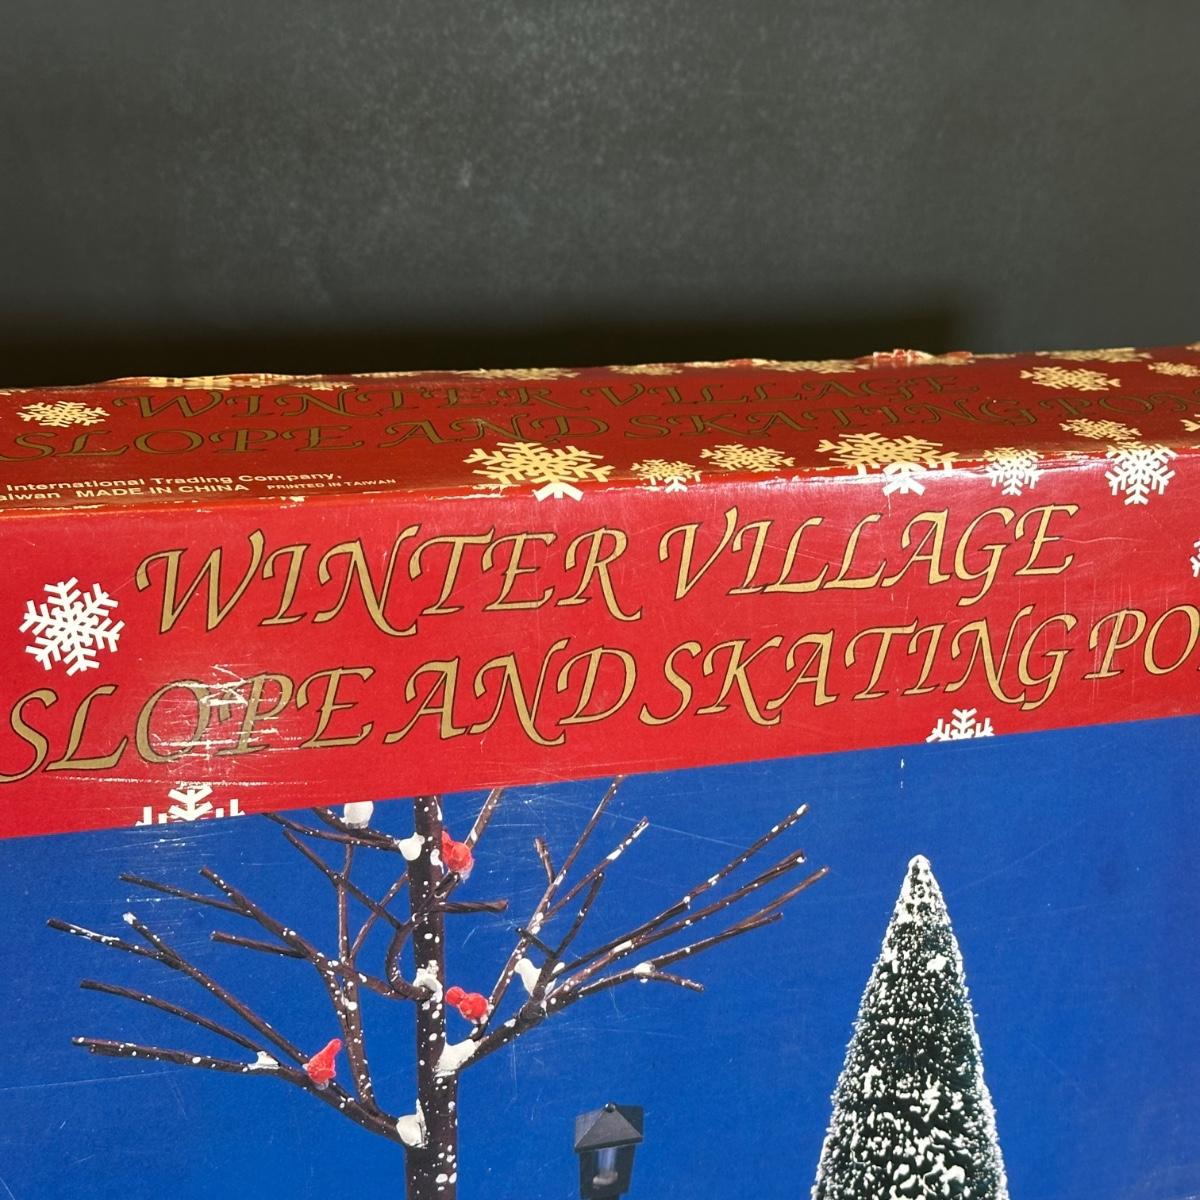 WINTER VILLAGE
SLOPE AND SKATING PO
International Trading Company,
aiwan MADE IN CHINA PRINTED IN TAIWAN
WINTER VILLAGE
SLOPE AND SKATING PO